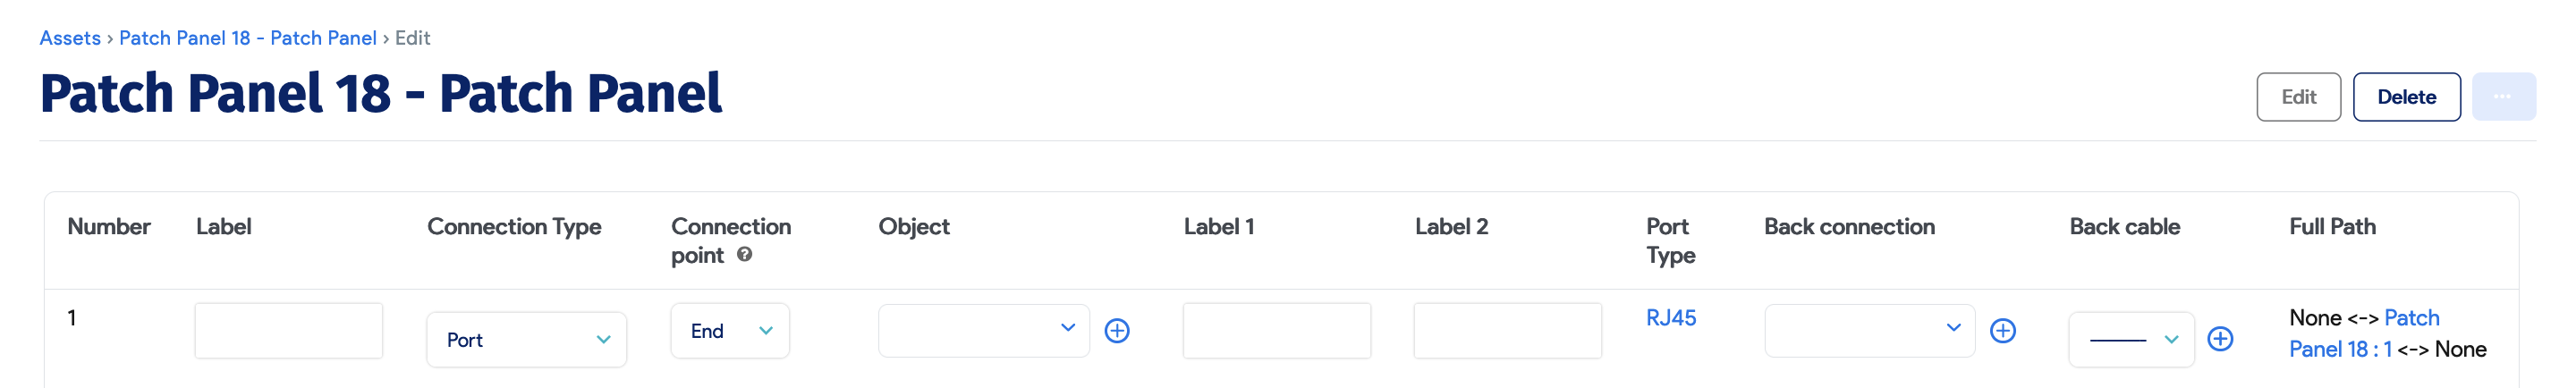 Assets › Patch Panel 18 - Patch Panel › Edit
Patch Panel 18 - Patch Panel
Edit
Delete
...
Number
Label
Connection Type
Connection
point ?
Object
Label 1
Label 2
Port
Type
Back connection
Back cable
Full Path
1
Port
End
RJ45
None <-> Patch
Panel 18 : 1 <-> None